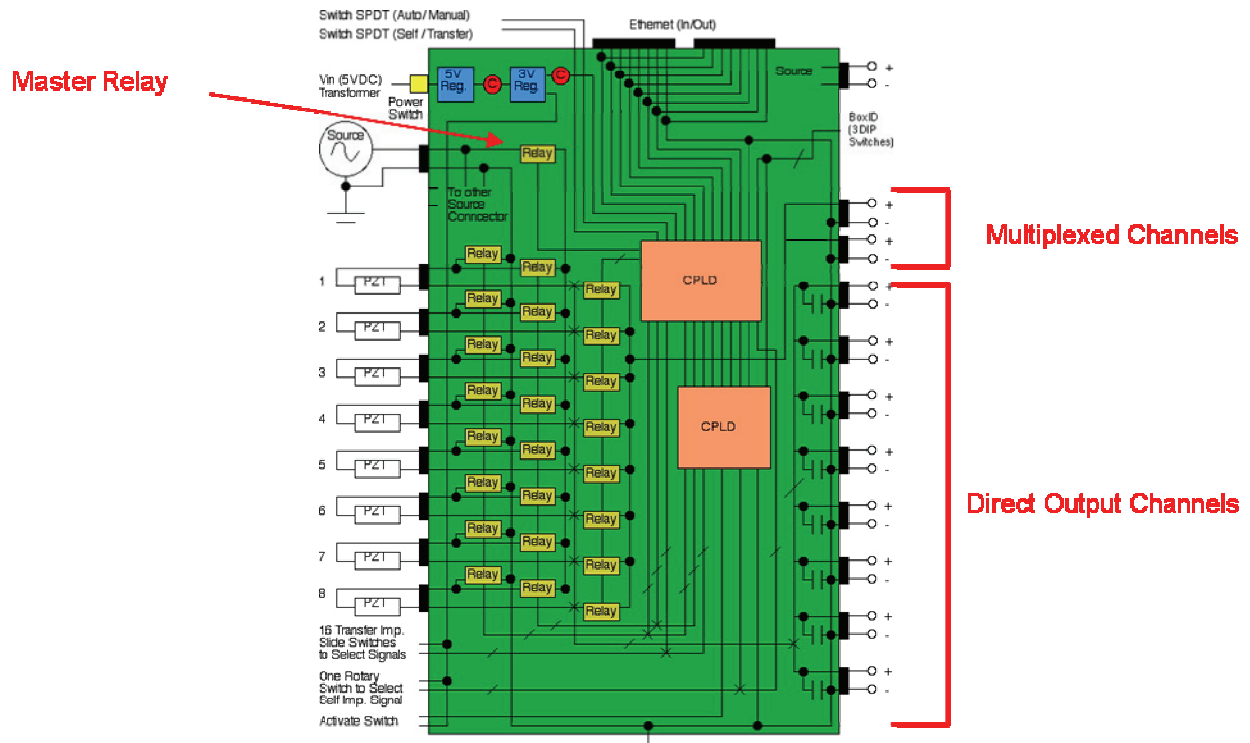 Switch SPDT (Auto/Manual)
Switch SPDT (Self /Transfer)
Ethernet (In/Out)
Master Relay
Vin (5VDC)
Transformer
Power
Switch
5V
Reg.
C
3V
Reg.
C
Source
+
-
BoxID
(3DIP
Switches)
Source
Relay
To other
Source
Conncector
+
-
+
-
Multiplexed Channels
CPLD
CPLD
1
PZT
Relay
Relay
Relay
2
PZT
Relay
Relay
Relay
3
PZT
Relay
Relay
Relay
4
PZT
Relay
Relay
Relay
5
PZT
Relay
Relay
Relay
6
PZT
Relay
Relay
Relay
7
PZT
Relay
Relay
Relay
8
PZT
Relay
Relay
Relay
+
-
+
-
+
-
+
-
+
-
+
-
+
-
+
-
Direct Output Channels
16 Transfer Imp.
Slide Switches
to Select Signals
One Rotary
Switch to Select
Self Imp. Signal
Activate Switch